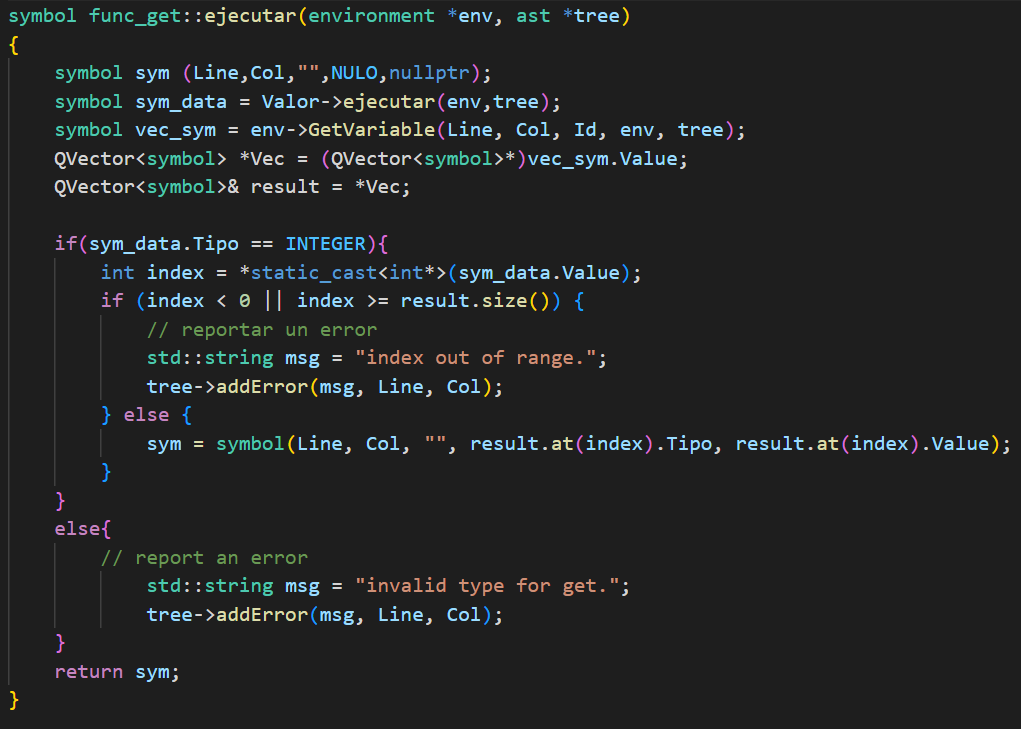 symbol func_get::ejecutar(environment *env, ast *tree)
{
    symbol sym (Line,Col,"",NULO,nullptr);
    symbol sym_data = Valor->ejecutar(env,tree);
    symbol vec_sym = env->GetVariable(Line, Col, Id, env, tree);
    QVector<symbol> *Vec = (QVector<symbol>*)vec_sym.Value;
    QVector<symbol>& result = *Vec;

    if(sym_data.Tipo == INTEGER){
        int index = *static_cast<int*>(sym_data.Value);
        if (index < 0 || index >= result.size()) {
            // reportar un error
            std::string msg = "index out of range.";
            tree->addError(msg, Line, Col);
        } else {
            sym = symbol(Line, Col, "", result.at(index).Tipo, result.at(index).Value);
        }
    }
    else{
        // report an error
            std::string msg = "invalid type for get.";
            tree->addError(msg, Line, Col);
    }
    return sym;
}